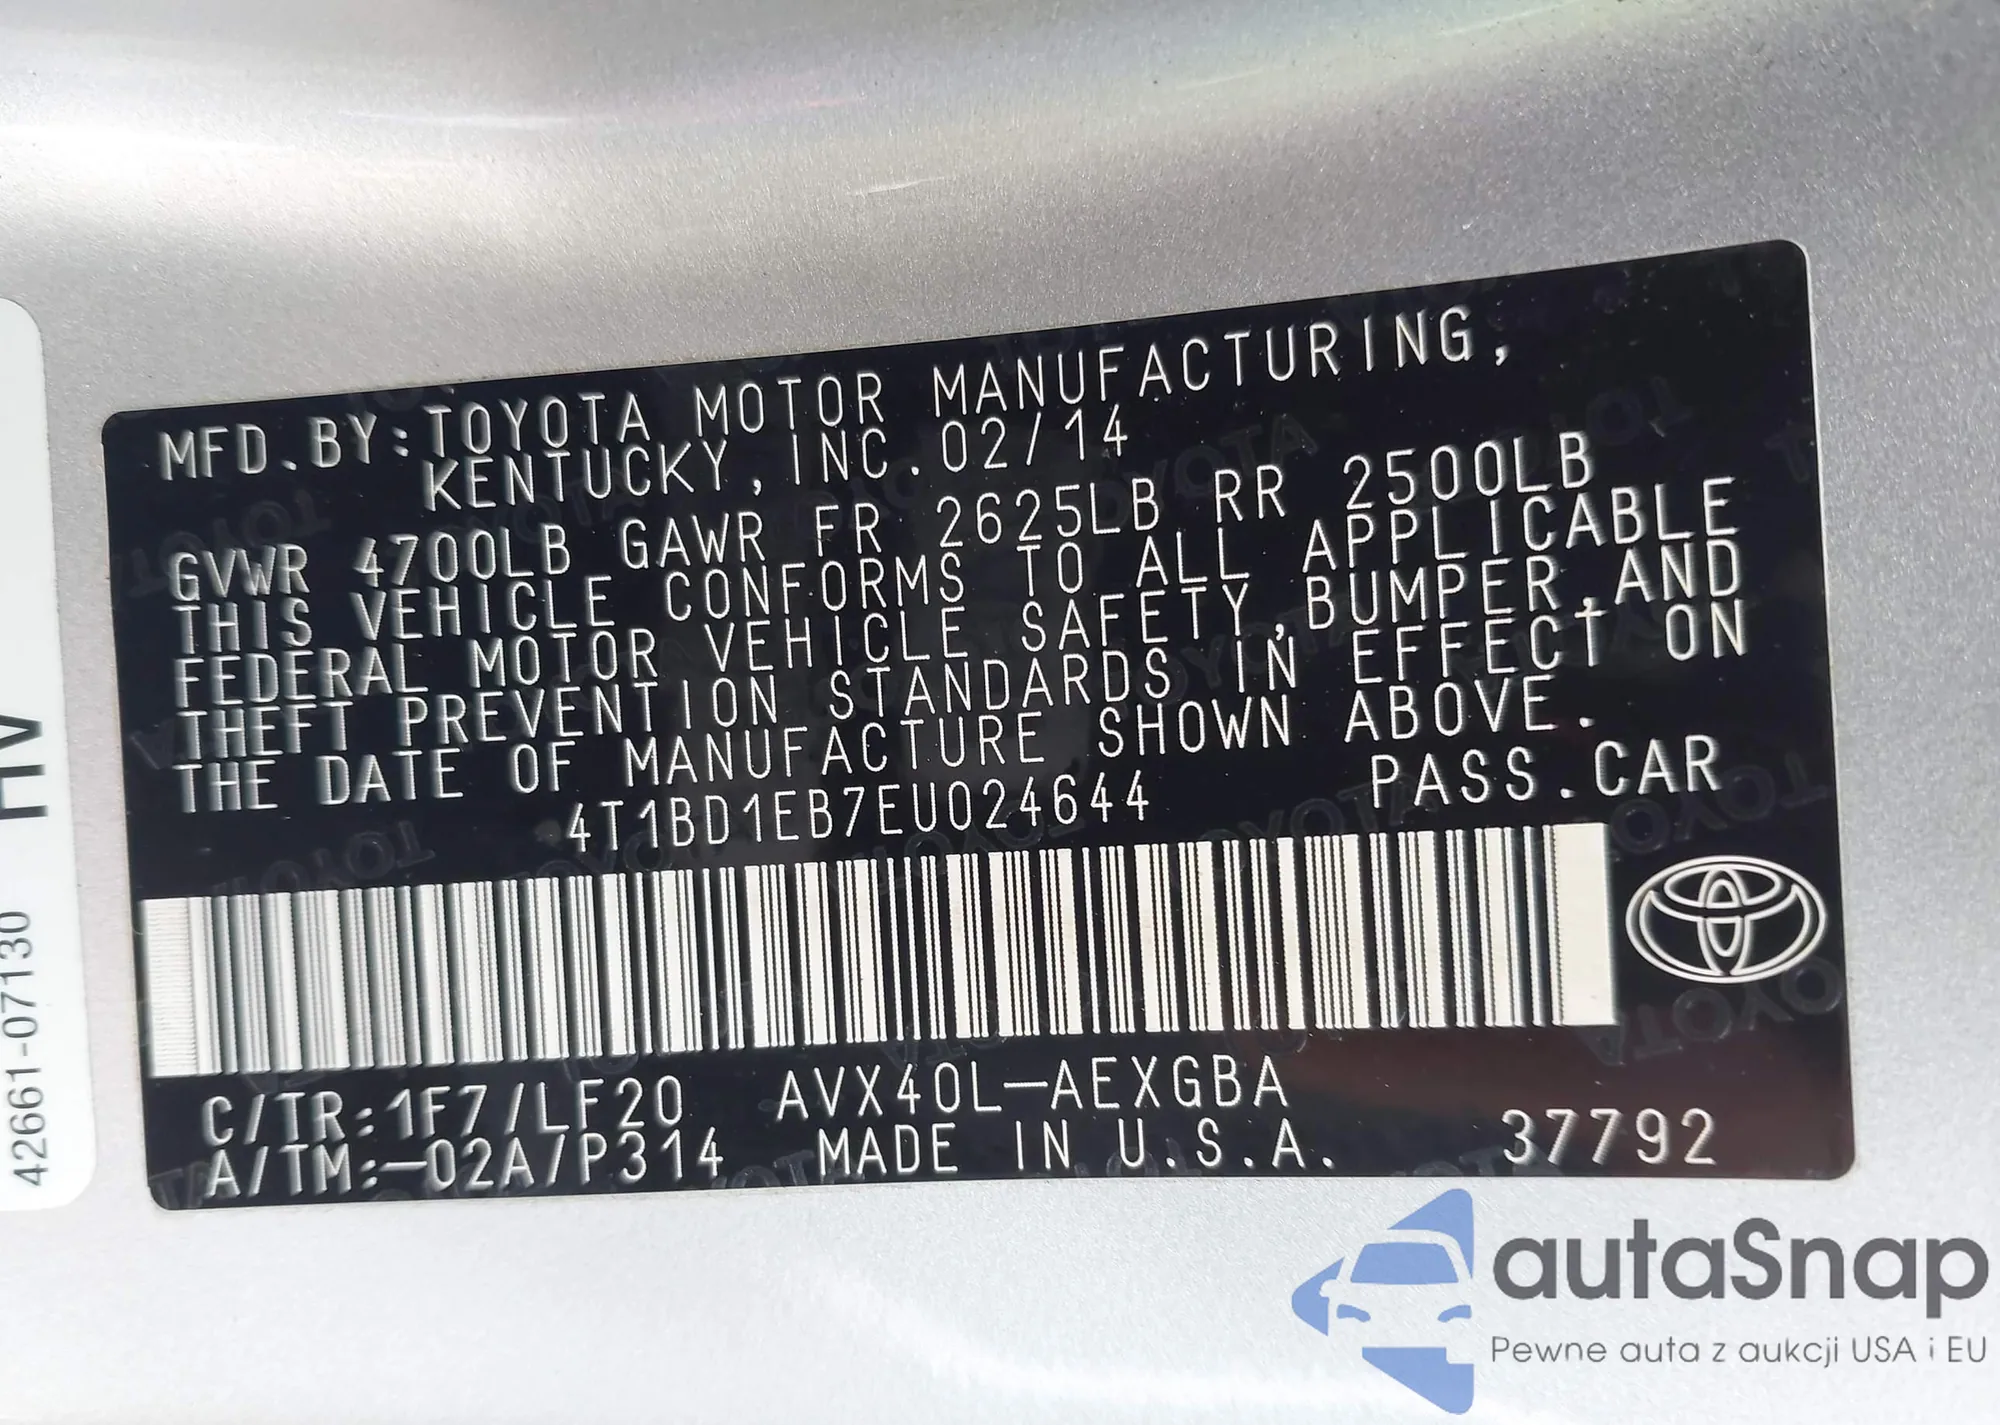 MFD.BY:TOYOTA MOTOR MANUFACTURING,
KENTUCKY,INC.02/14
GVWR 4700LB GAWR FR 2625LB RR 2500LB
THIS VEHICLE CONFORMS TO ALL APPLICABLE
FEDERAL MOTOR VEHICLE SAFETY,BUMPER,AND
THEFT PREVENTION STANDARDS IN EFFECT ON
THE DATE OF MANUFACTURE SHOWN ABOVE.
4T1BD1EB7EU024644 PASS.CAR
C/TR:1F7/LF20 AVX40L-AEXGBA
A/TM:-02A/P314 MADE IN U.S.A. 37792
HV
42661-07130
autaSnap
Pewne auta z aukcji USA i EU